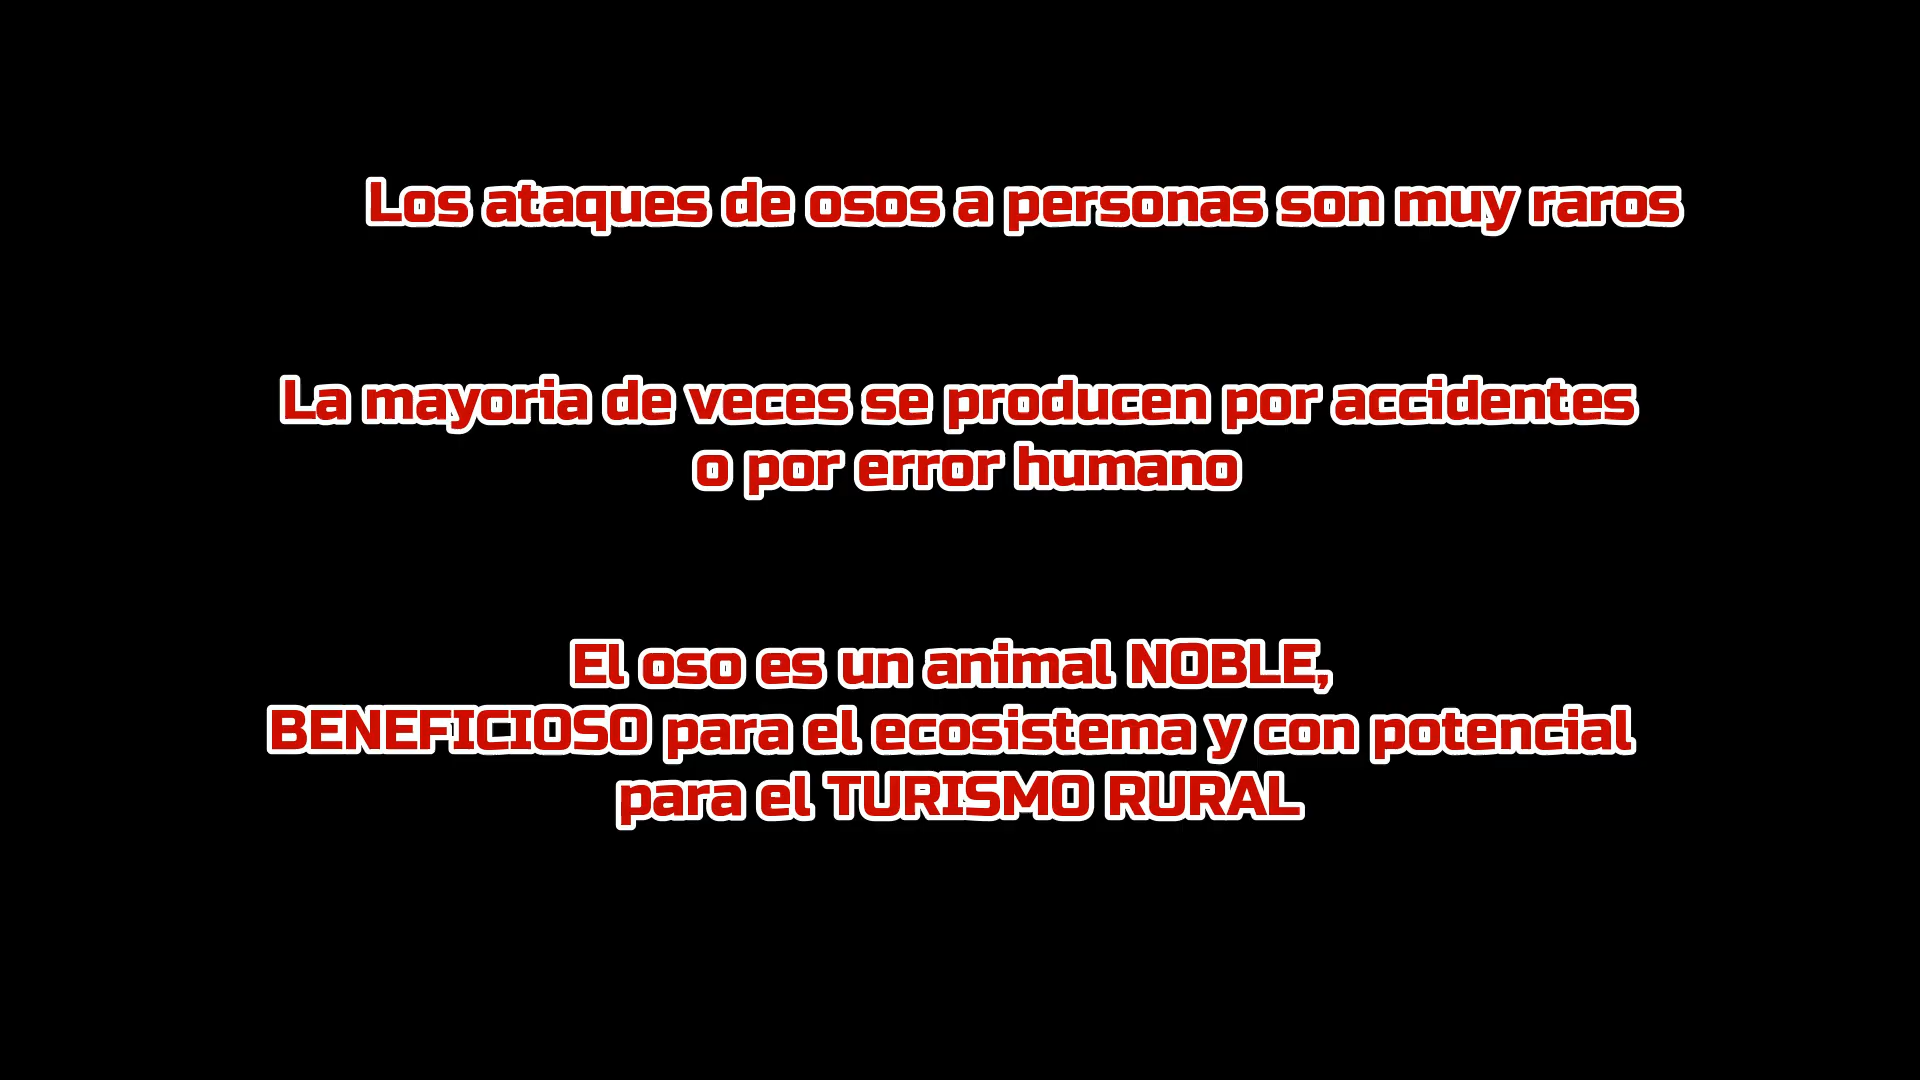 Los ataques de osos a personas son muy raros
La mayoria de veces se producen por accidentes
o por error humano
El oso es un animal NOBLE,
BENEFICIOSO para el ecosistema y con potencial
para el TURISMO RURAL